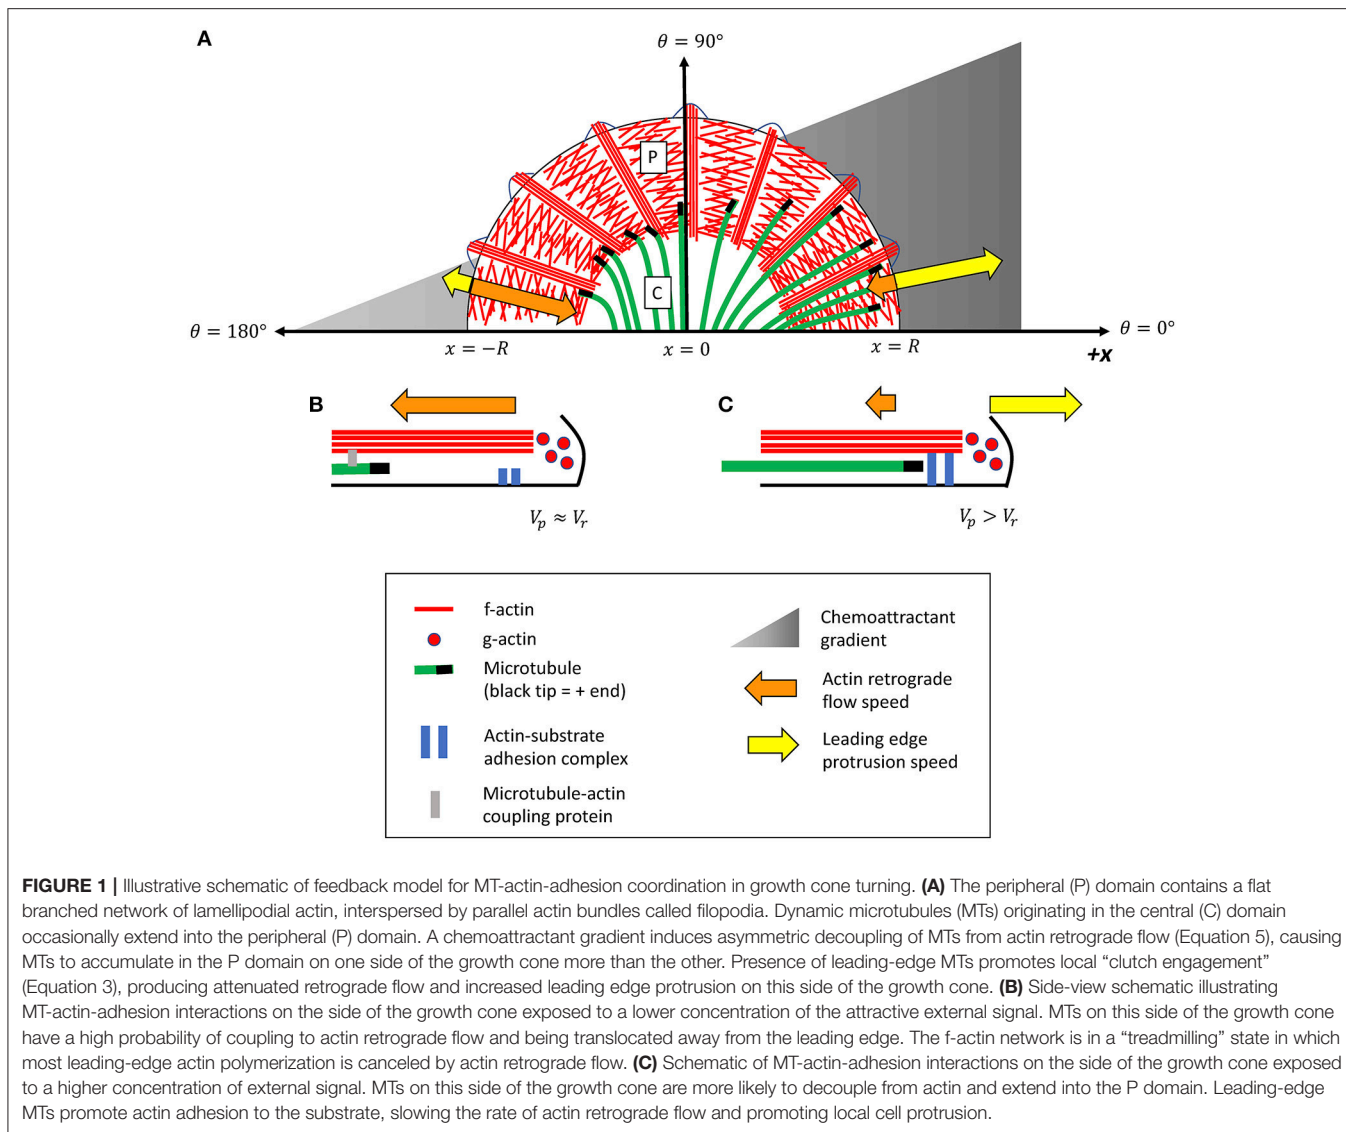 A
θ = 90°
P
C
θ = 180°
θ = 0°
x = −R
x = 0
x = R
+x
B
C
V_p ≈ V_r
V_p > V_r
f-actin
g-actin
Microtubule
(black tip = + end)
Actin-substrate
adhesion complex
Microtubule-actin
coupling protein
Chemoattractant
gradient
Actin retrograde
flow speed
Leading edge
protrusion speed
FIGURE 1 | Illustrative schematic of feedback model for MT-actin-adhesion coordination in growth cone turning. (A) The peripheral (P) domain contains a flat
branched network of lamellipodial actin, interspersed by parallel actin bundles called filopodia. Dynamic microtubules (MTs) originating in the central (C) domain
occasionally extend into the peripheral (P) domain. A chemoattractant gradient induces asymmetric decoupling of MTs from actin retrograde flow (Equation 5), causing
MTs to accumulate in the P domain on one side of the growth cone more than the other. Presence of leading-edge MTs promotes local “clutch engagement”
(Equation 3), producing attenuated retrograde flow and increased leading edge protrusion on this side of the growth cone. (B) Side-view schematic illustrating
MT-actin-adhesion interactions on the side of the growth cone exposed to a lower concentration of the attractive external signal. MTs on this side of the growth cone
have a high probability of coupling to actin retrograde flow and being translocated away from the leading edge. The f-actin network is in a “treadmilling” state in which
most leading-edge actin polymerization is canceled by actin retrograde flow. (C) Schematic of MT-actin-adhesion interactions on the side of the growth cone exposed
to a higher concentration of external signal. MTs on this side of the growth cone are more likely to decouple from actin and extend into the P domain. Leading-edge
MTs promote actin adhesion to the substrate, slowing the rate of actin retrograde flow and promoting local cell protrusion.